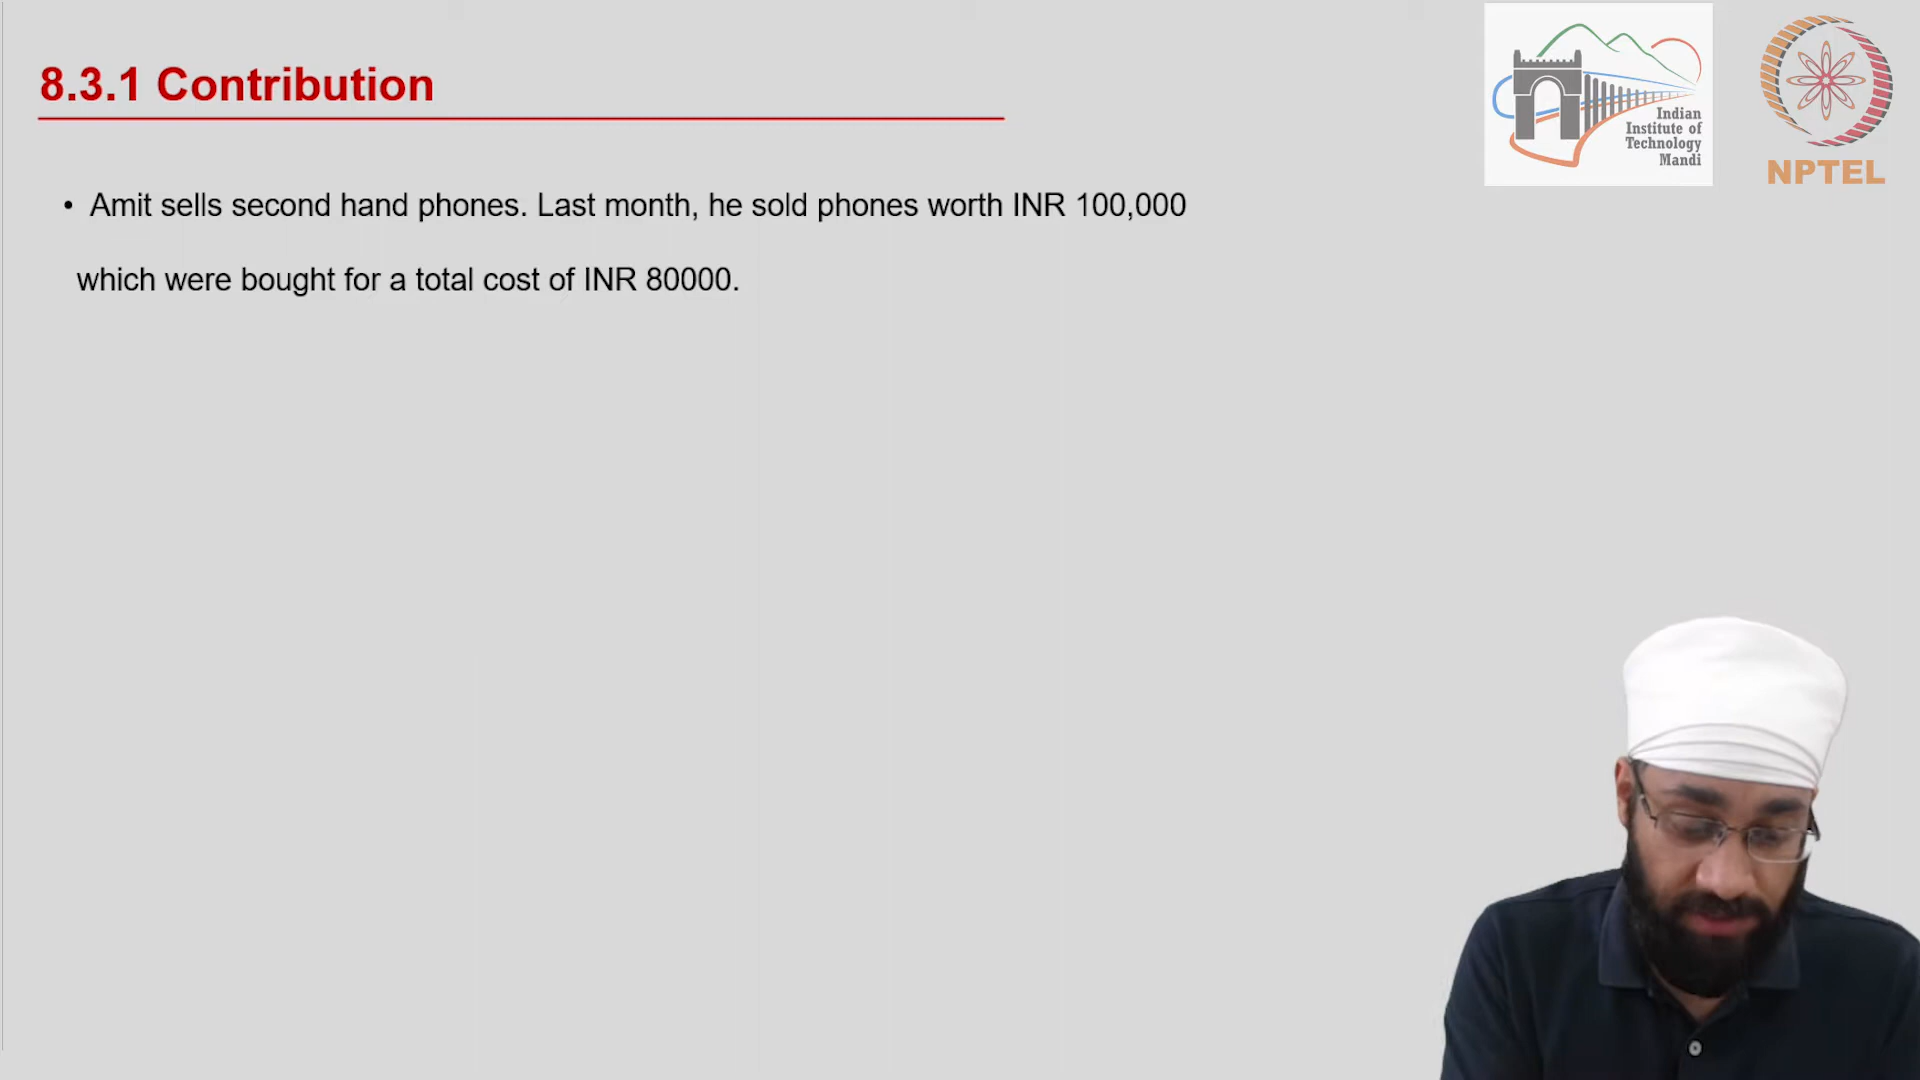 8.3.1 Contribution
Indian
Institute of
Technology
Mandi
NPTEL
• Amit sells second hand phones. Last month, he sold phones worth INR 100,000
which were bought for a total cost of INR 80000.